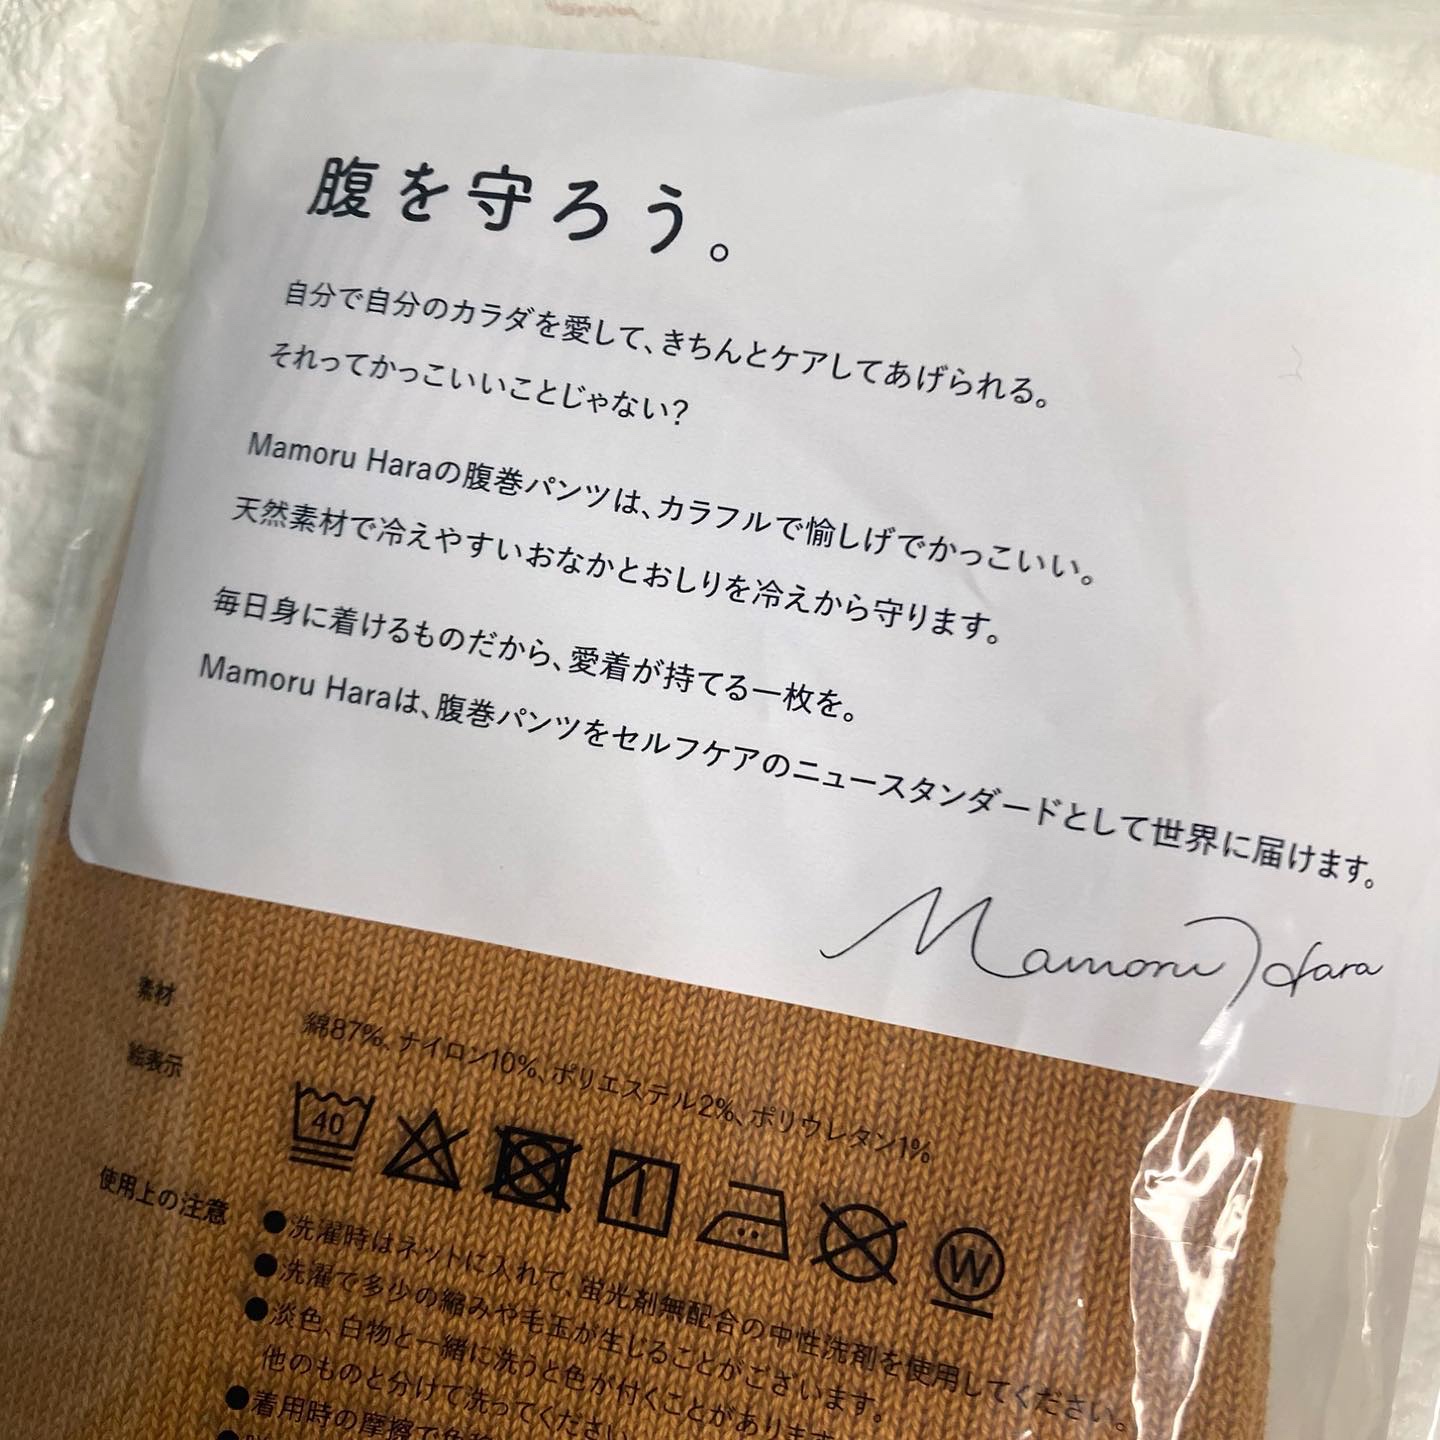 腹を守ろう。
自分で自分のカラダを愛して、きちんとケアしてあげられる。
それってかっこいいことじゃない?
Mamoru Haraの腹巻パンツは、カラフルで愉しげでかっこいい。
天然素材で冷えやすいおなかとおしりを冷えから守ります。
毎日身に着けるものだから、愛着が持てる一枚を。
Mamoru Haraは、腹巻パンツをセルフケアのニュースタンダードとして世界に届けます。
Mamoru Hara
素材 綿87%、ナイロン10%、ポリエステル2%、ポリウレタン1%
絵表示 40 W
使用上の注意 ●洗濯時はネットに入れて、蛍光剤無配合の中性洗剤を使用してください。
●洗濯で多少の縮みや毛玉が生じることがございます。
●淡色、白物と一緒に洗うと色が付くことがあります
他のものと分けて洗ってください
●着用時の摩擦で色移